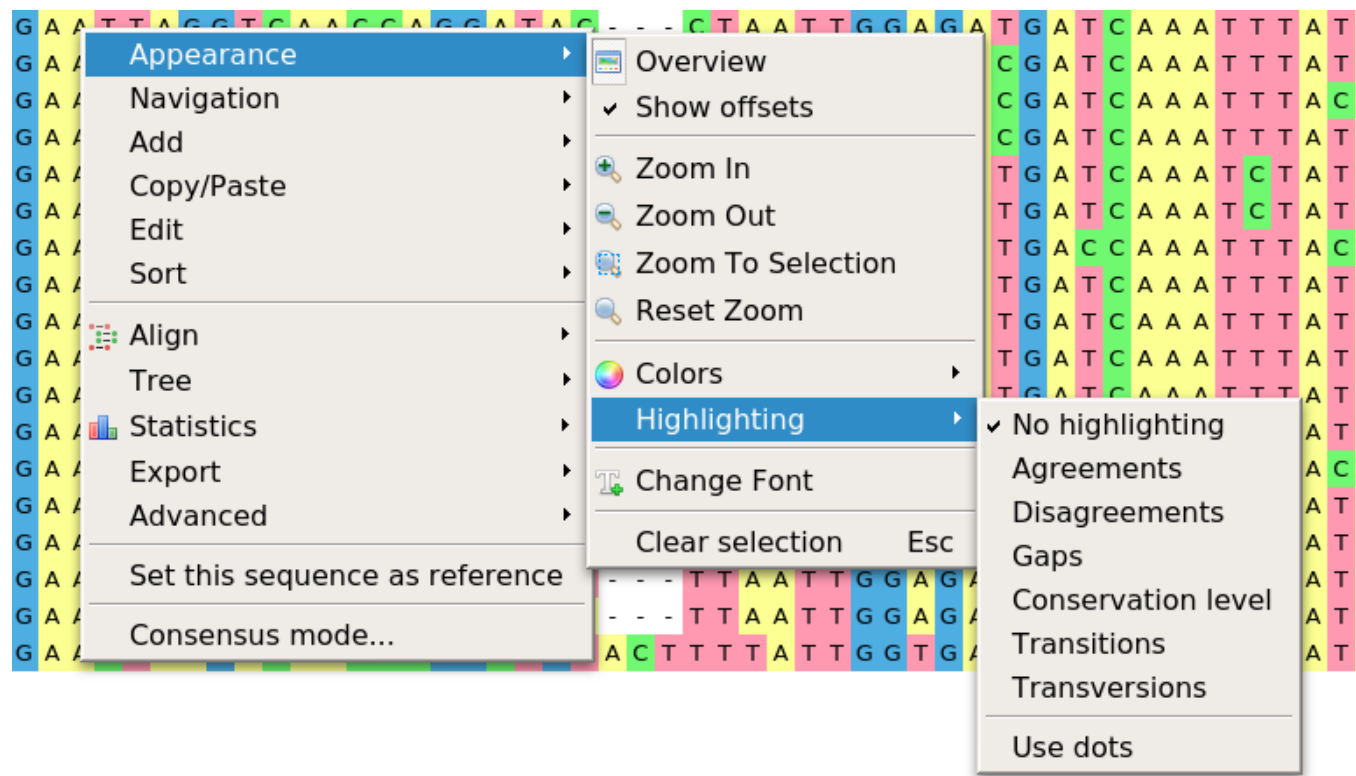 G A A T T A G G T C A A C C A G G A T A C - - - C T A A T T G G A G A T G A T C A A A T T T A T
G A A C G A T C A A A T T T A T
G A A C G A T C A A A T T T A C
G A A C G A T C A A A T T T A T
G A A T G A T C A A A T C T A T
G A A T G A T C A A A T C T A T
G A A T G A C C A A A T T T A C
G A A T G A T C A A A T T T A T
G A A T G A T C A A A T T T A T
G A A T G A T C A A A T T T A T
G A A T G A T C A A A T T T A T
G A A A T
G A A A C
G A A A T
G A A A T
G A A - - - T T A A T T G G A G A A T
G A A - - - T T A A T T G G A G A A T
G A A A C T T T T A T T G G T G A A T
Appearance
Navigation
Add
Copy/Paste
Edit
Sort
Align
Tree
Statistics
Export
Advanced
Set this sequence as reference
Consensus mode...
Overview
Show offsets
Zoom In
Zoom Out
Zoom To Selection
Reset Zoom
Colors
Highlighting
Change Font
Clear selection Esc
No highlighting
Agreements
Disagreements
Gaps
Conservation level
Transitions
Transversions
Use dots